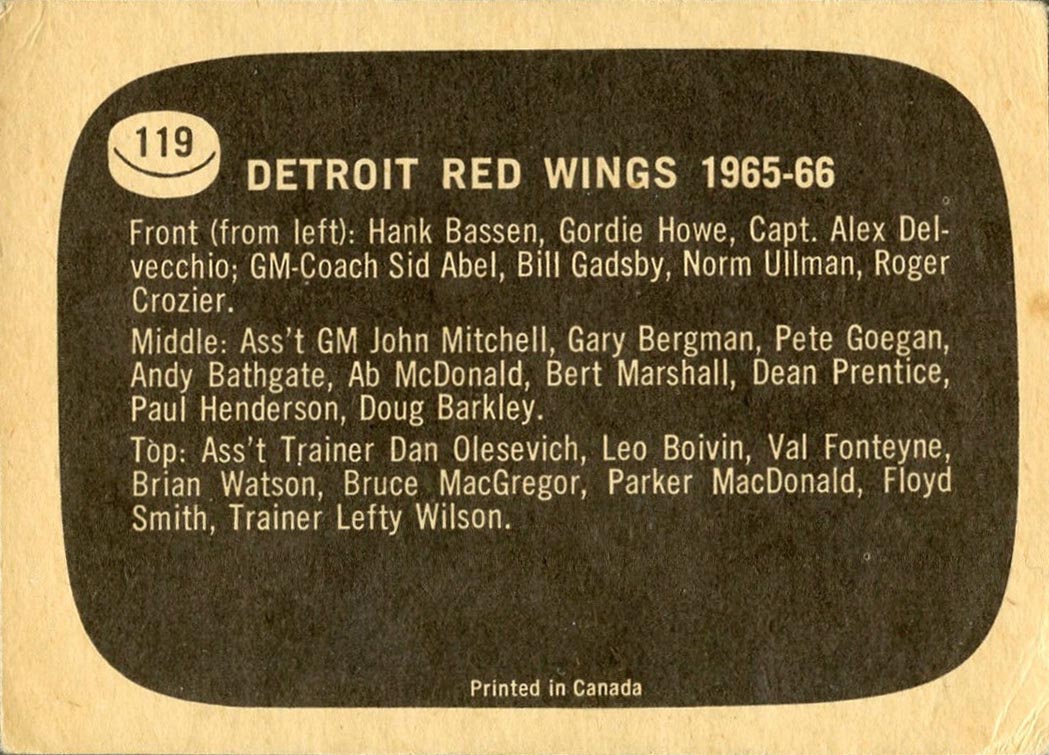 119
DETROIT RED WINGS 1965-66
Front (from left): Hank Bassen, Gordie Howe, Capt. Alex Del-
vecchio; GM-Coach Sid Abel, Bill Gadsby, Norm Ullman, Roger
Crozier.
Middle: Ass't GM John Mitchell, Gary Bergman, Pete Goegan,
Andy Bathgate, Ab McDonald, Bert Marshall, Dean Prentice,
Paul Henderson, Doug Barkley.
Top: Ass't Trainer Dan Olesevich, Leo Boivin, Val Fonteyne,
Brian Watson, Bruce MacGregor, Parker MacDonald, Floyd
Smith, Trainer Lefty Wilson.
Printed in Canada